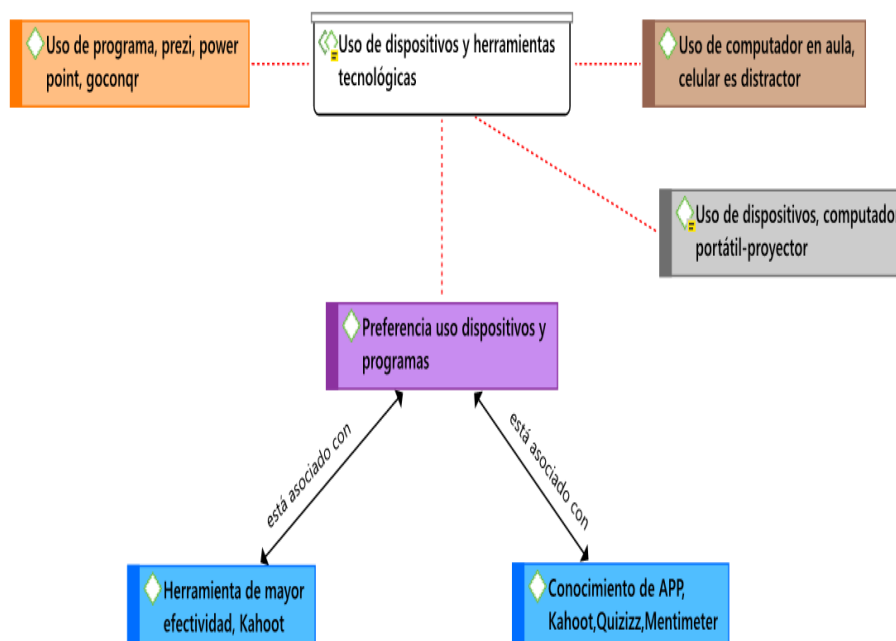 Uso de programa, prezi, power
point, goconqr
Uso de dispositivos y herramientas
tecnológicas
Uso de computador en aula,
celular es distractor
Uso de dispositivos, computado
portátil-proyector
Preferencia uso dispositivos y
programas
está asociado con
está asociado con
Herramienta de mayor
efectividad, Kahoot
Conocimiento de APP,
Kahoot,Quizizz,Mentimeter